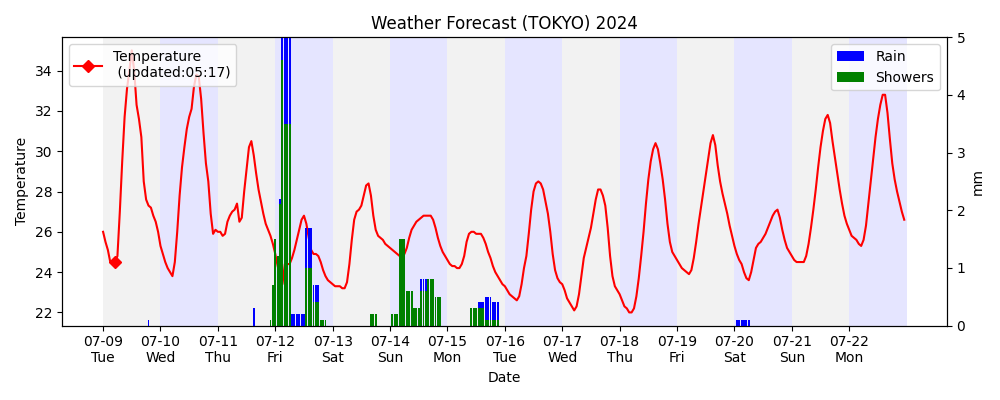 Weather Forecast (TOKYO) 2024
Temperature
(updated:05:17)
Rain
Showers
Temperature
34
32
30
28
26
24
22
5
4
3
2
1
0
mm
07-09 07-10 07-11 07-12 07-13 07-14 07-15 07-16 07-17 07-18 07-19 07-20 07-21 07-22
Tue Wed Thu Fri Sat Sun Mon Tue Wed Thu Fri Sat Sun Mon
Date